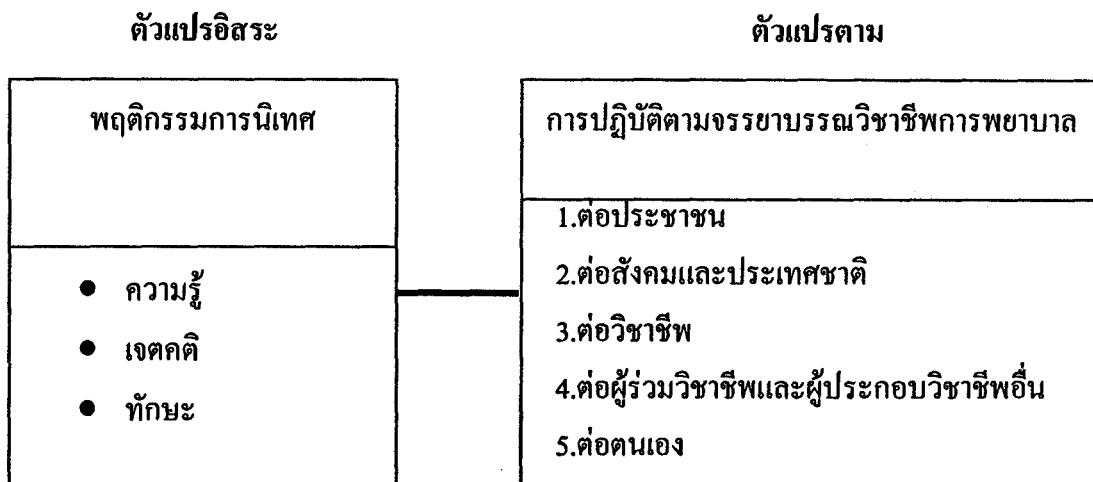 ตัวแปรอิสระ
ตัวแปรตาม
พฤติกรรมการนิเทศ
● ความรู้
● เจตคติ
● ทักษะ
การปฏิบัติตามจรรยาบรรณวิชาชีพการพยาบาล
1.ต่อประชาชน
2.ต่อสังคมและประเทศชาติ
3.ต่อวิชาชีพ
4.ต่อผู้ร่วมวิชาชีพและผู้ประกอบวิชาชีพอื่น
5.ต่อตนเอง